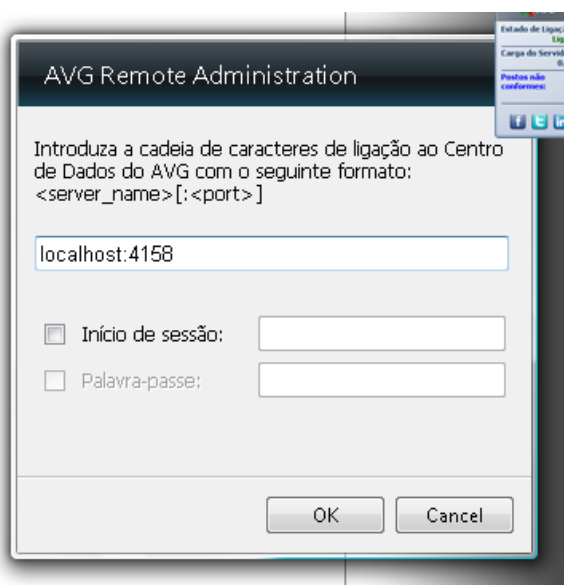 Estado de Ligaç
Lig
Carga do Servid
Postos não
conformes:
AVG Remote Administration
Introduza a cadeia de caracteres de ligação ao Centro
de Dados do AVG com o seguinte formato:
<server_name>[:<port>]
localhost:4158
Início de sessão:
Palavra-passe:
OK
Cancel